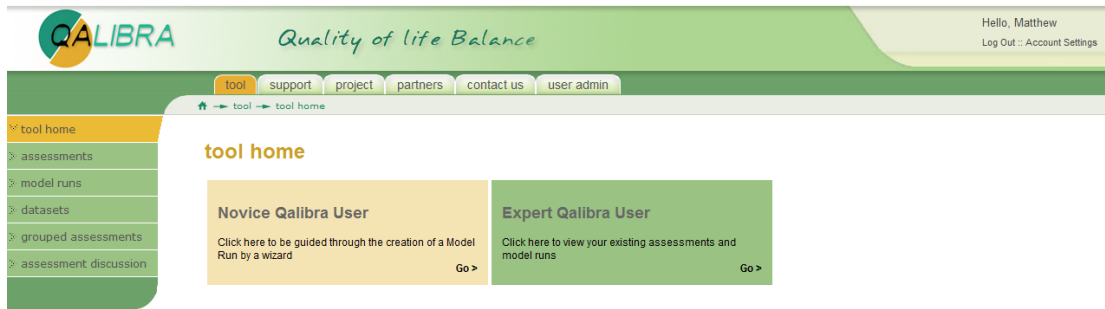 QALIBRA
Quality of life Balance
Hello, Matthew
Log Out :: Account Settings
tool support project partners contact us user admin
tool tool home
tool home
assessments
model runs
datasets
grouped assessments
assessment discussion
tool home
Novice Qalibra User
Click here to be guided through the creation of a Model
Run by a wizard
Go >
Expert Qalibra User
Click here to view your existing assessments and
model runs
Go >